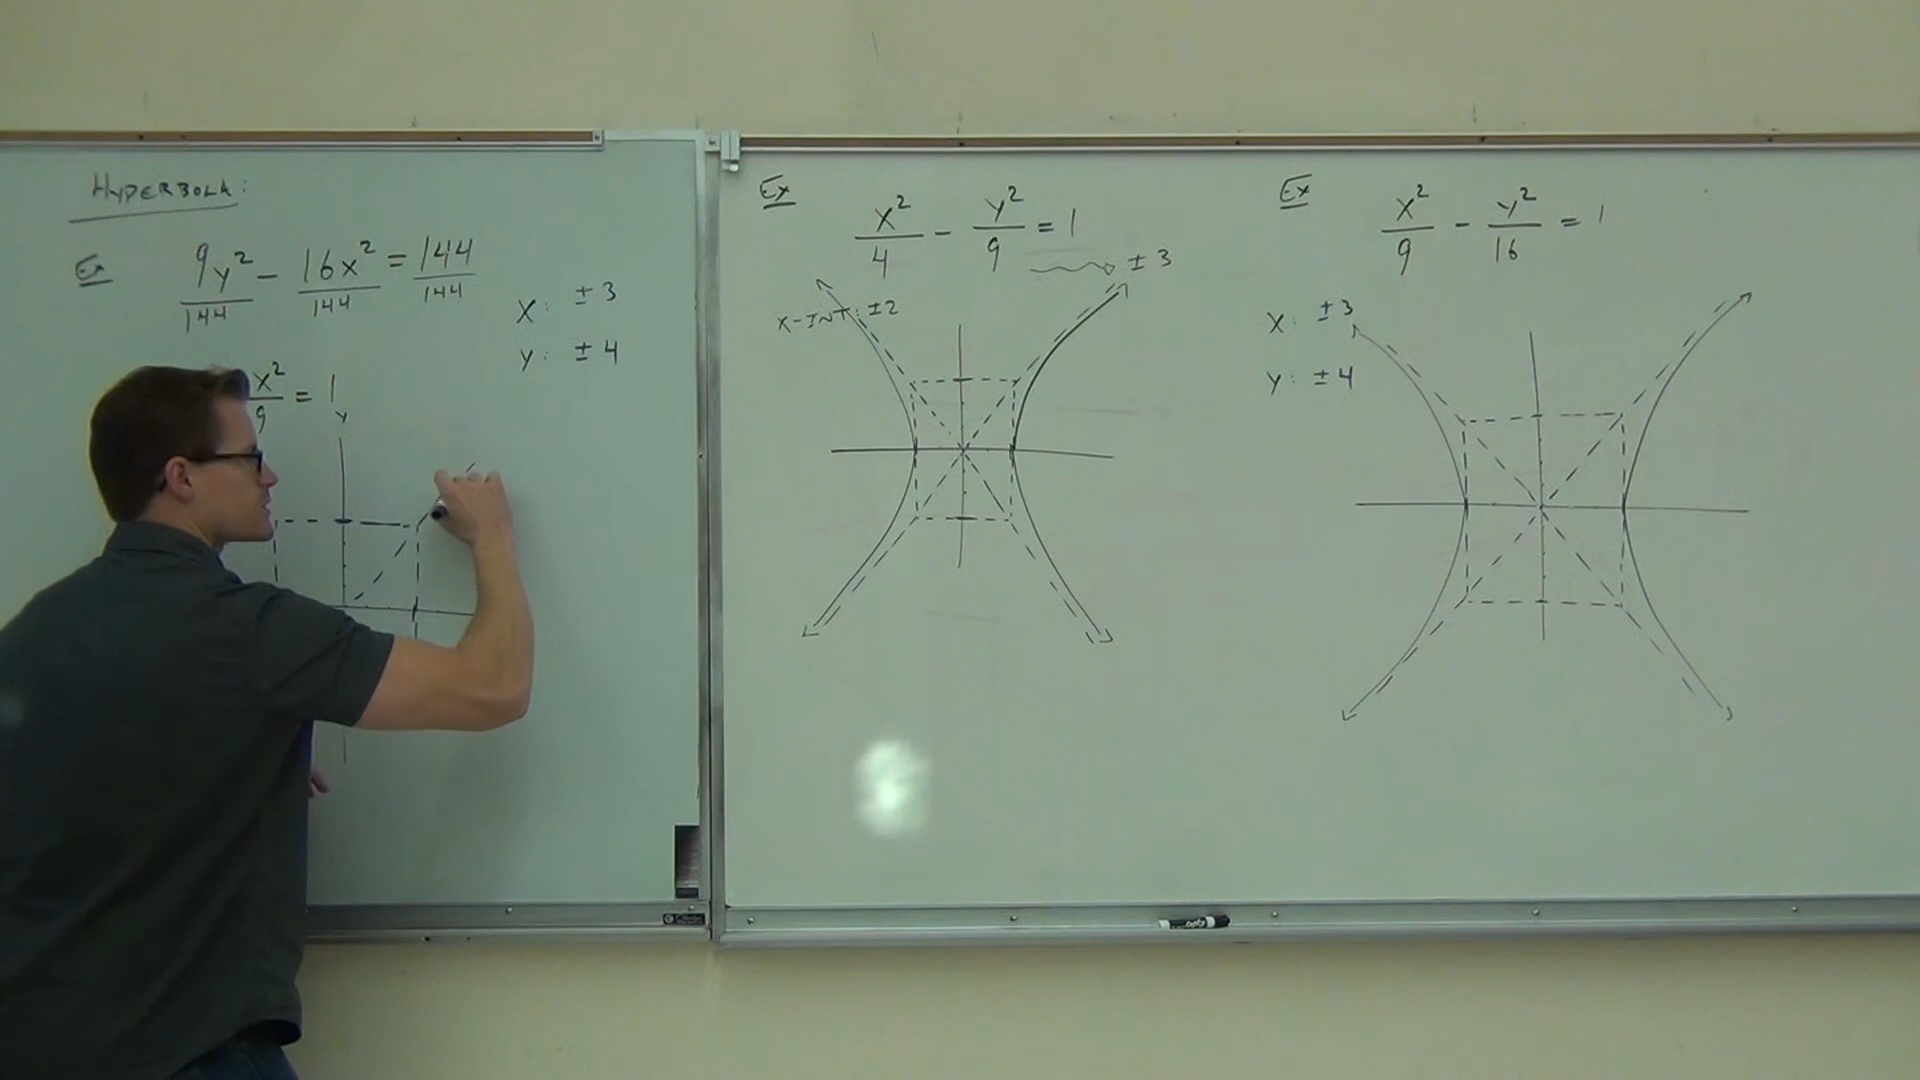 HYPERBOLA:
Ex 9y²/144 - 16x²/144 = 144/144
x: ±3
y: ±4
x²/9 = 1
y
Ex x²/4 - y²/9 = 1
±3
x-INT: ±2
Ex x²/9 - y²/16 = 1
x: ±3
y: ±4